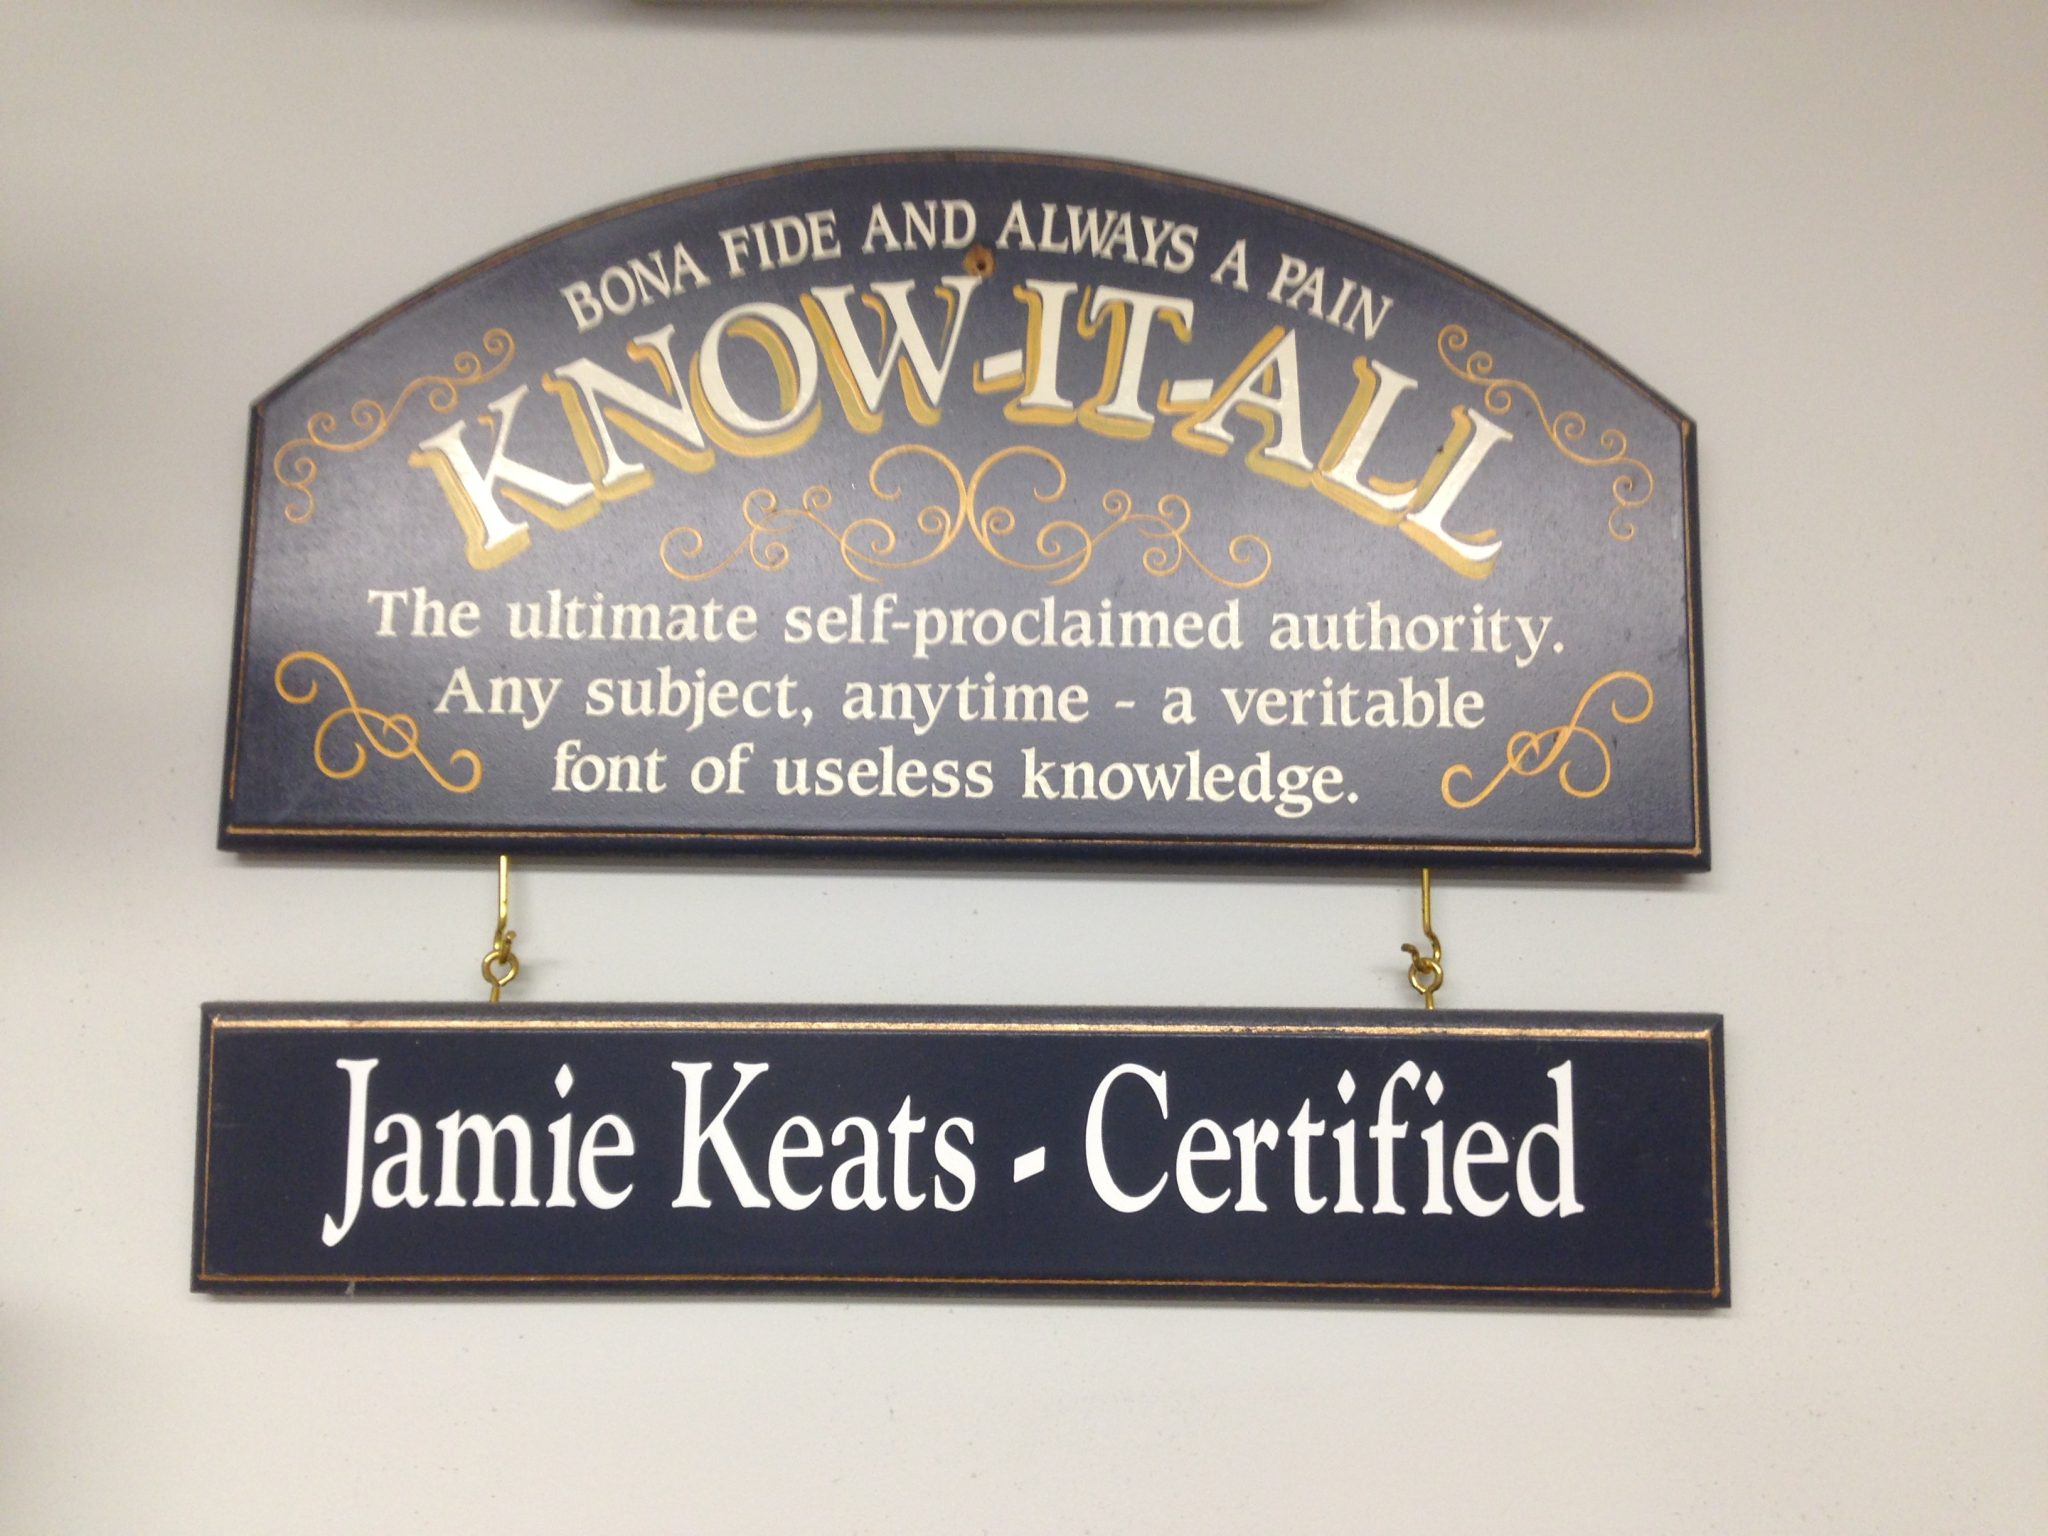 BONA FIDE AND ALWAYS A PAIN
KNOW-IT-ALL
The ultimate self-proclaimed authority.
Any subject, anytime - a veritable
font of useless knowledge.
Jamie Keats - Certified